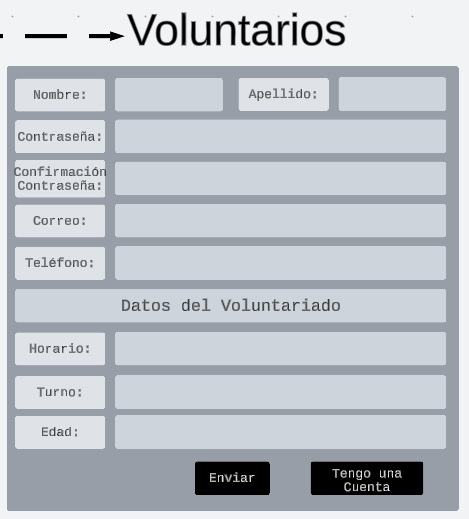 Voluntarios
Nombre: Apellido:
Contraseña:
Confirmación
Contraseña:
Correo:
Teléfono:
Datos del Voluntariado
Horario:
Turno:
Edad:
Enviar
Tengo una
Cuenta